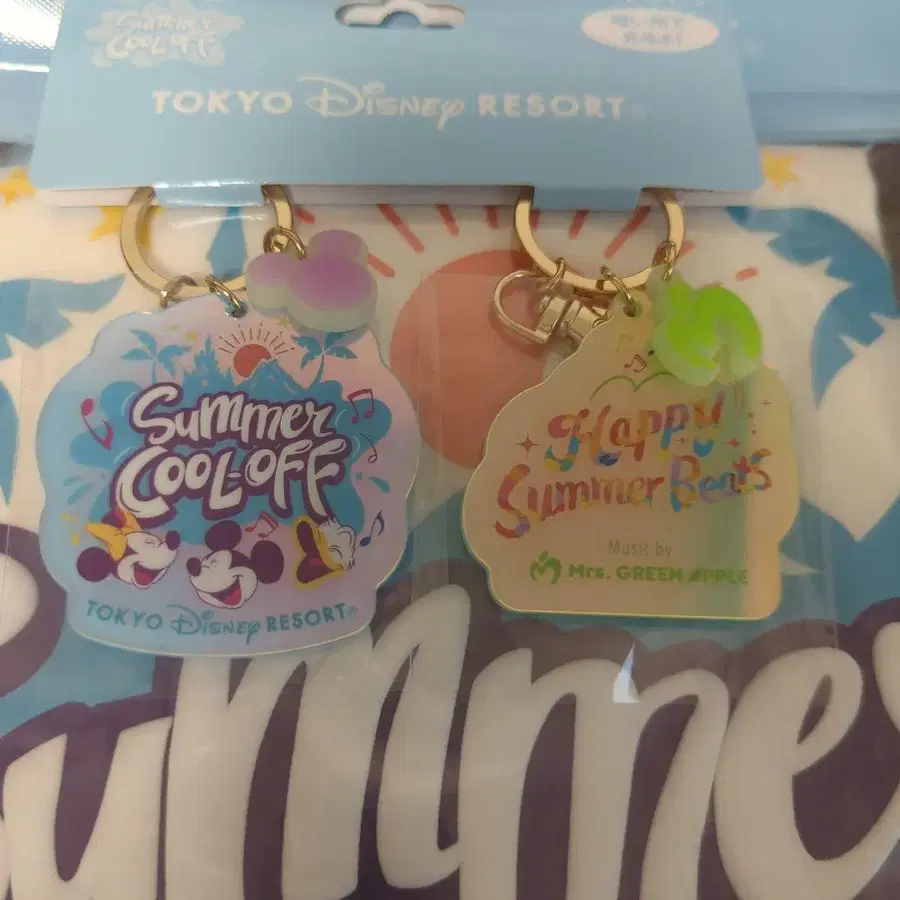 Summer
COOL-OFF
TOKYO Disney RESORT
Summer
COOL-OFF
TOKYO Disney RESORT®
Happy
Summer Beats
Music by
Mrs. GREEN APPLE
Summer